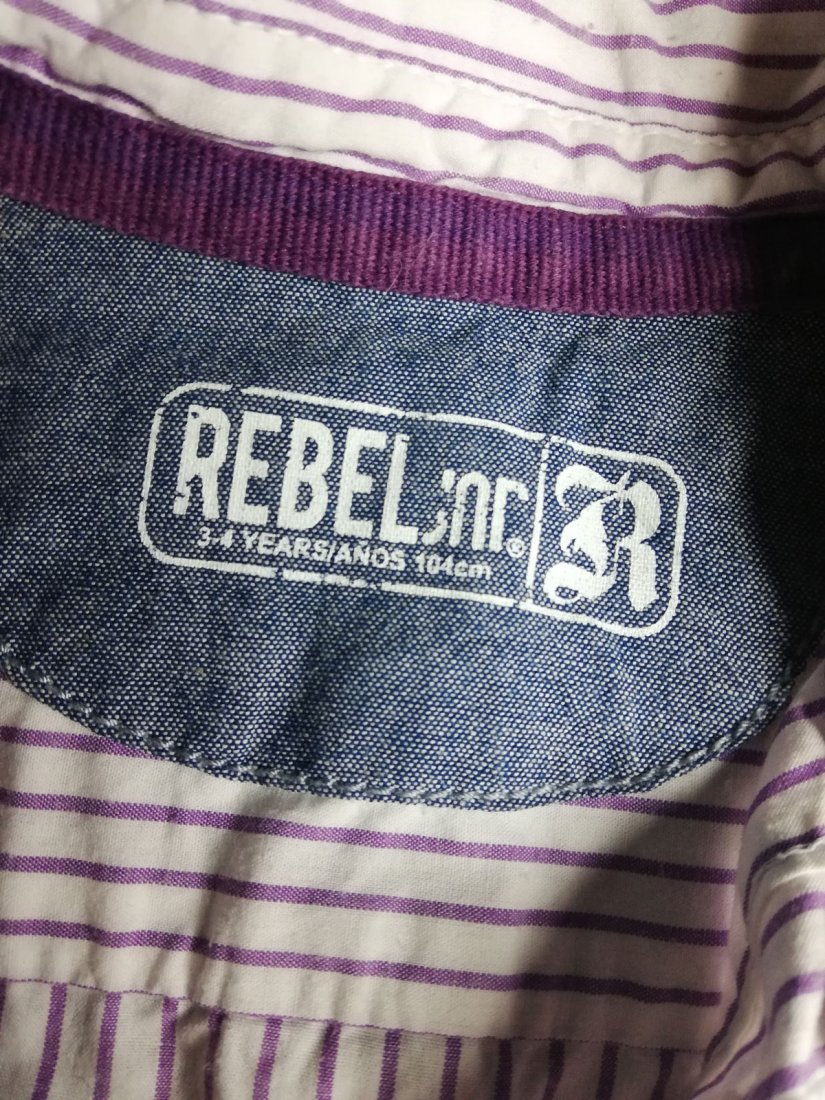 REBEL:jnr.® R
3-4 YEARS/AÑOS 104cm